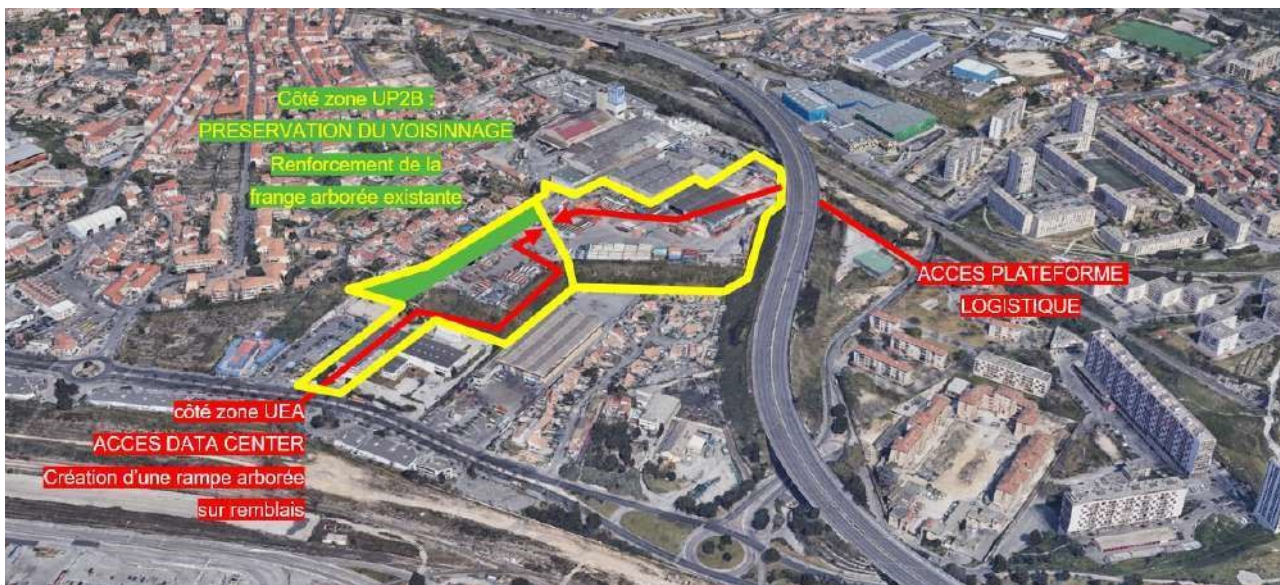 Côté zone UP2B :
PRESERVATION DU VOISINNAGE
Renforcement de la
frange arborée existante
ACCES PLATEFORME
LOGISTIQUE
côté zone UEA
ACCES DATA CENTER
Création d'une rampe arborée
sur remblais